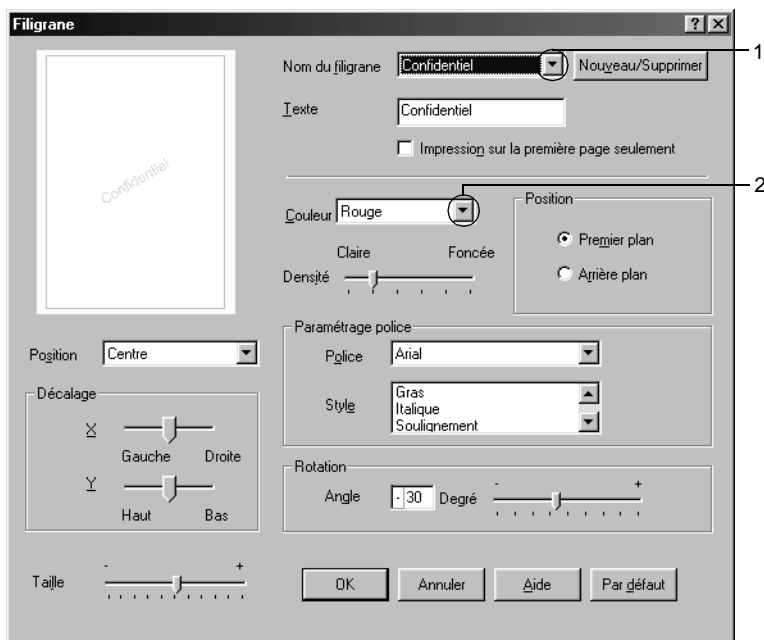 Filigrane
Confidentiel
Nom du filigrane Confidentiel Nouveau/Supprimer 1
Texte Confidentiel
Impression sur la première page seulement
2
Couleur Rouge
Claire Foncée
Densité
Position
Premier plan
Arrière plan
Position Centre
Décalage
X
Gauche Droite
Y
Haut Bas
Taille - +
Paramétrage police
Police Arial
Style Gras
Italique
Soulignement
Rotation
- +
Angle - 30 Degré
OK Annuler Aide Par défaut